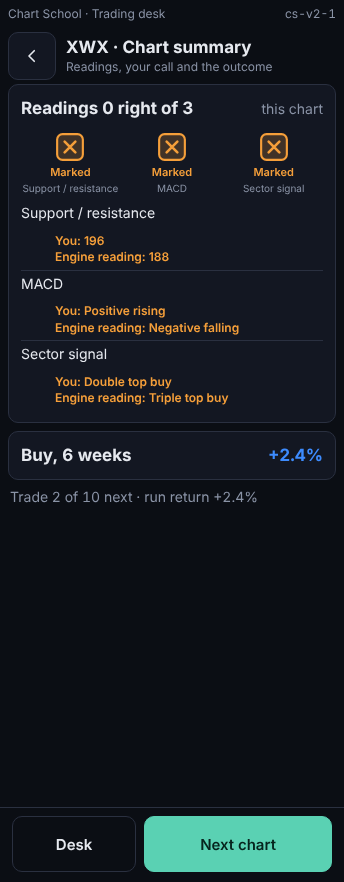 Chart School · Trading desk
cs-v2-1
XWX · Chart summary
Readings, your call and the outcome
Readings 0 right of 3
this chart
Marked
Marked
Marked
Support / resistance
MACD
Sector signal
Support / resistance
You: 196
Engine reading: 188
MACD
You: Positive rising
Engine reading: Negative falling
Sector signal
You: Double top buy
Engine reading: Triple top buy
Buy, 6 weeks
+2.4%
Trade 2 of 10 next · run return +2.4%
Desk
Next chart